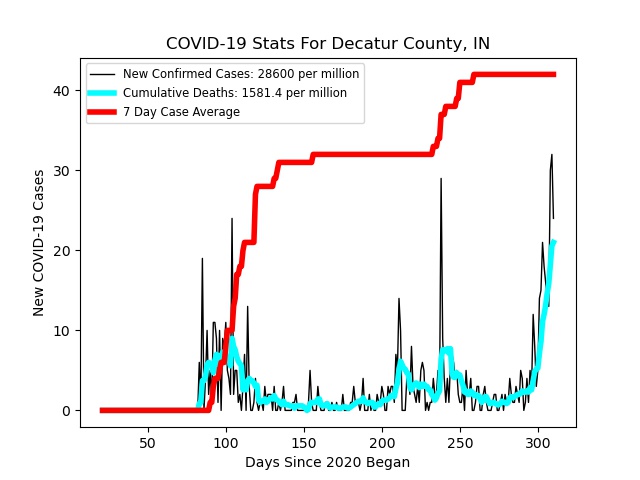 COVID-19 Stats For Decatur County, IN
New Confirmed Cases: 28600 per million
Cumulative Deaths: 1581.4 per million
7 Day Case Average
New COVID-19 Cases
40
30
20
10
0
50 100 150 200 250 300
Days Since 2020 Began